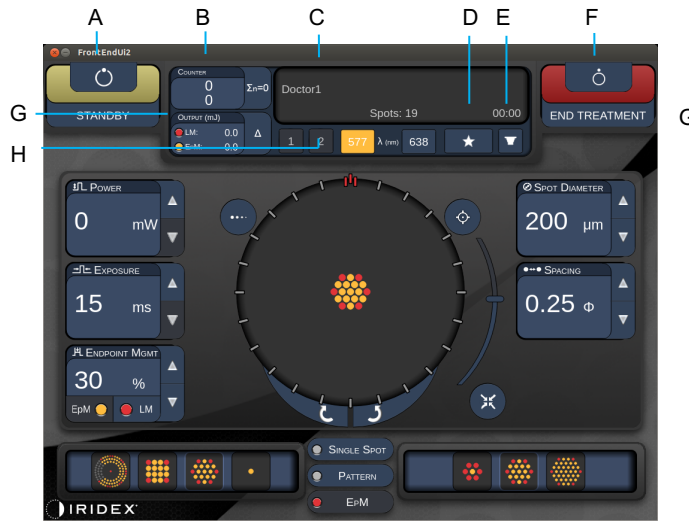 A B C D E F
FrontEndUi2
STANDBY
COUNTER
0
0
Σn=0
OUTPUT (mJ)
LM: 0.0
EpM: 0.0
Δ
Doctor1
Spots: 19 00:00
1 2 577 λ (nm) 638
END TREATMENT
G
H
G
POWER
0 mW
EXPOSURE
15 ms
ENDPOINT MGMT
30 %
EpM LM
SPOT DIAMETER
200 μm
SPACING
0.25 Φ
SINGLE SPOT
PATTERN
EPM
IRIDEX